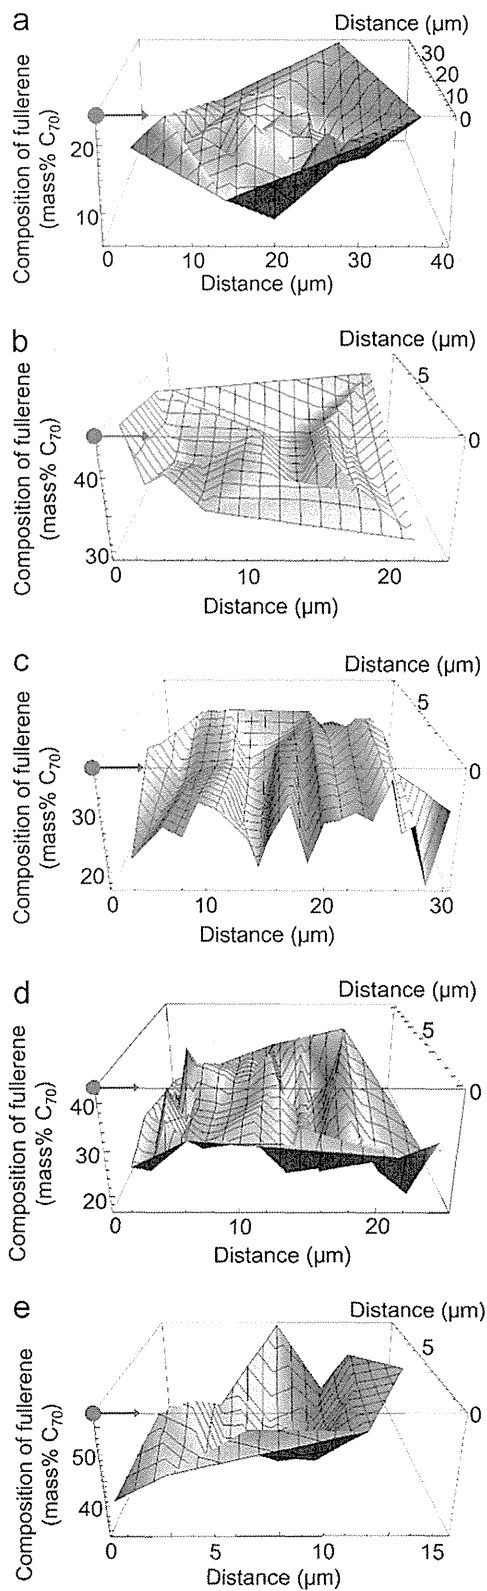 a
Distance (μm)
30
20
10
0
Composition of fullerene
(mass% C70)
20
10
0 10 20 30 40
Distance (μm)
b
Distance (μm)
5
0
Composition of fullerene
(mass% C70)
40
30
0 10 20
Distance (μm)
c
Distance (μm)
5
0
Composition of fullerene
(mass% C70)
30
20
0 10 20 30
Distance (μm)
d
Distance (μm)
5
0
Composition of fullerene
(mass% C70)
40
30
20
0 10 20
Distance (μm)
e
Distance (μm)
5
0
Composition of fullerene
(mass% C70)
50
40
0 5 10 15
Distance (μm)